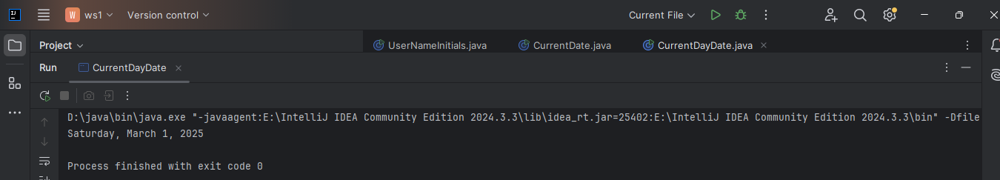 W ws1 Version control Current File
Project UserNameInitials.java CurrentDate.java CurrentDayDate.java
Run CurrentDayDate
D:\java\bin\java.exe "-javaagent:E:\IntelliJ IDEA Community Edition 2024.3.3\lib\idea_rt.jar=25402:E:\IntelliJ IDEA Community Edition 2024.3.3\bin" -Dfile
Saturday, March 1, 2025
Process finished with exit code 0